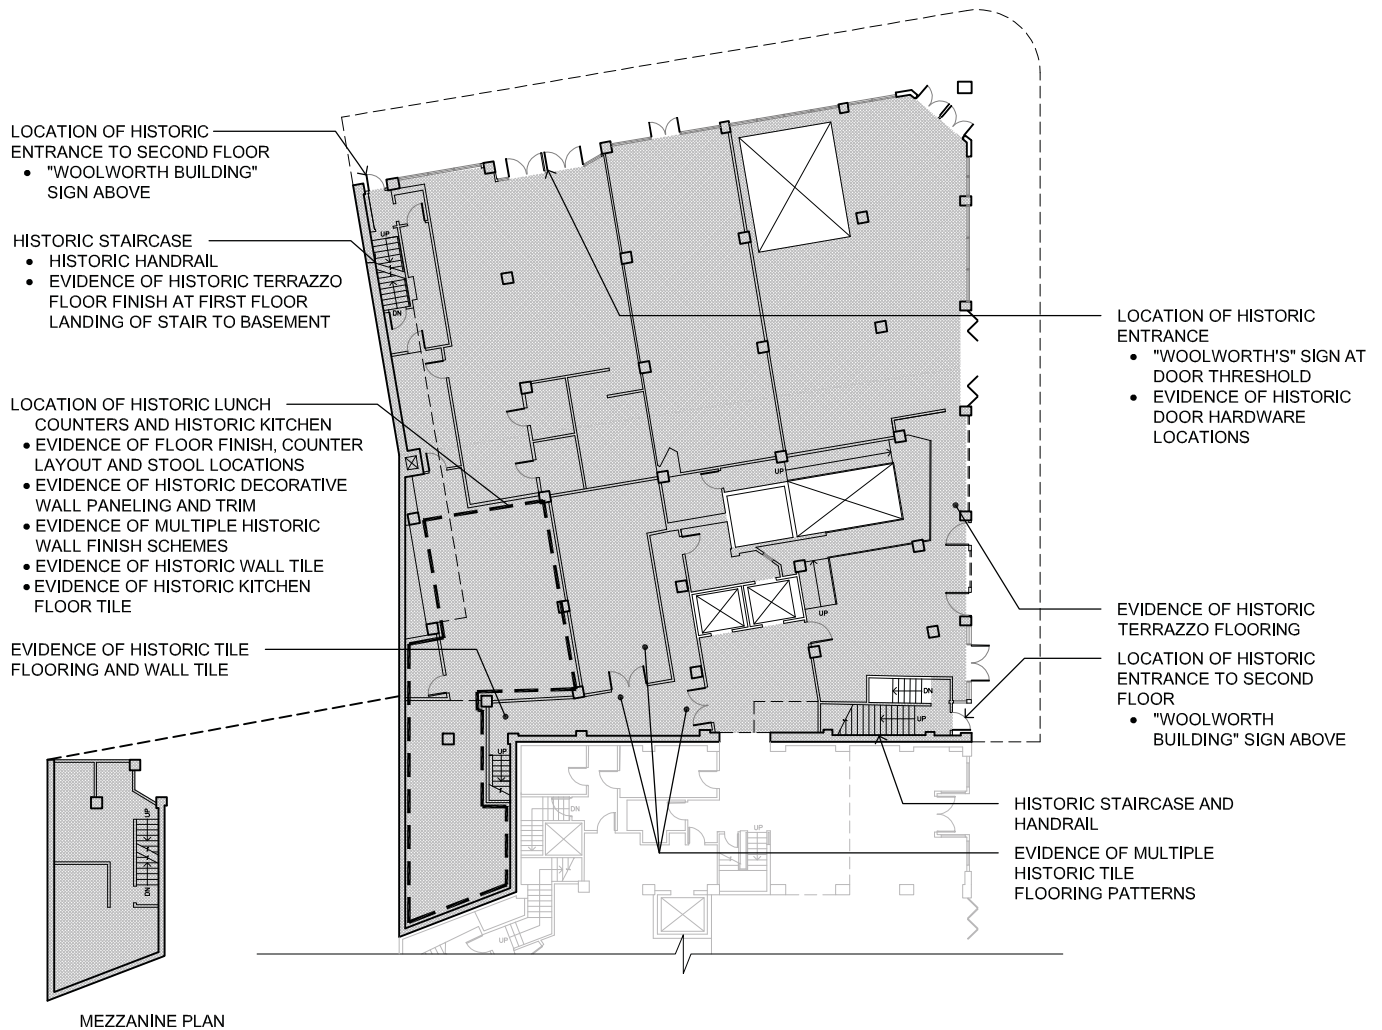 LOCATION OF HISTORIC
ENTRANCE TO SECOND FLOOR
• "WOOLWORTH BUILDING"
SIGN ABOVE
HISTORIC STAIRCASE
• HISTORIC HANDRAIL
• EVIDENCE OF HISTORIC TERRAZZO
FLOOR FINISH AT FIRST FLOOR
LANDING OF STAIR TO BASEMENT
LOCATION OF HISTORIC LUNCH
COUNTERS AND HISTORIC KITCHEN
• EVIDENCE OF FLOOR FINISH, COUNTER
LAYOUT AND STOOL LOCATIONS
• EVIDENCE OF HISTORIC DECORATIVE
WALL PANELING AND TRIM
• EVIDENCE OF MULTIPLE HISTORIC
WALL FINISH SCHEMES
• EVIDENCE OF HISTORIC WALL TILE
• EVIDENCE OF HISTORIC KITCHEN
FLOOR TILE
EVIDENCE OF HISTORIC TILE
FLOORING AND WALL TILE
UP
DN
UP
UP
DN
UP
UP
DN
UP
UP
UP
DN
MEZZANINE PLAN
LOCATION OF HISTORIC
ENTRANCE
• "WOOLWORTH'S" SIGN AT
DOOR THRESHOLD
• EVIDENCE OF HISTORIC
DOOR HARDWARE
LOCATIONS
EVIDENCE OF HISTORIC
TERRAZZO FLOORING
LOCATION OF HISTORIC
ENTRANCE TO SECOND
FLOOR
• "WOOLWORTH
BUILDING" SIGN ABOVE
HISTORIC STAIRCASE AND
HANDRAIL
EVIDENCE OF MULTIPLE
HISTORIC TILE
FLOORING PATTERNS